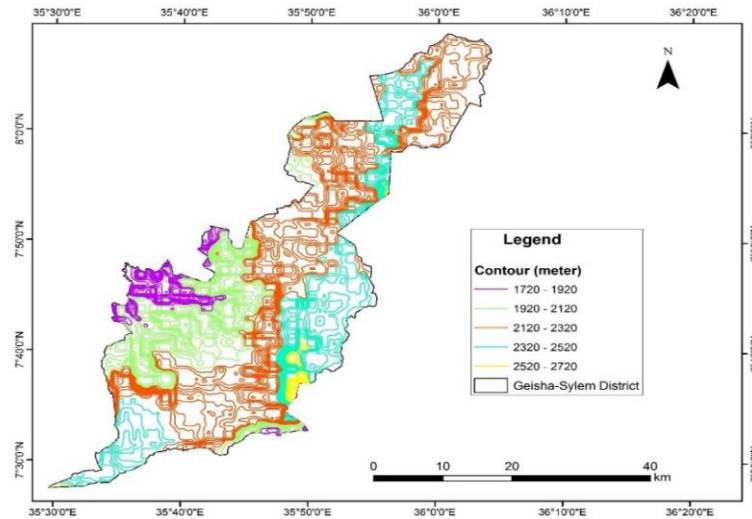 35°30'0"E 35°40'0"E 35°50'0"E 36°0'0"E 36°10'0"E 36°20'0"E
N
8°0'0"N
7°50'0"N
7°40'0"N
7°30'0"N
Legend
Contour (meter)
1720 - 1920
1920 - 2120
2120 - 2320
2320 - 2520
2520 - 2720
Geisha-Sylem District
0 10 20 40
km
35°30'0"E 35°40'0"E 35°50'0"E 36°0'0"E 36°10'0"E 36°20'0"E